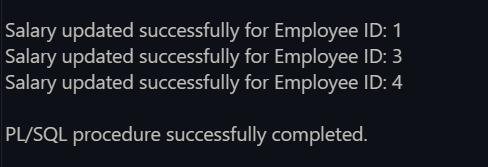 Salary updated successfully for Employee ID: 1
Salary updated successfully for Employee ID: 3
Salary updated successfully for Employee ID: 4
PL/SQL procedure successfully completed.